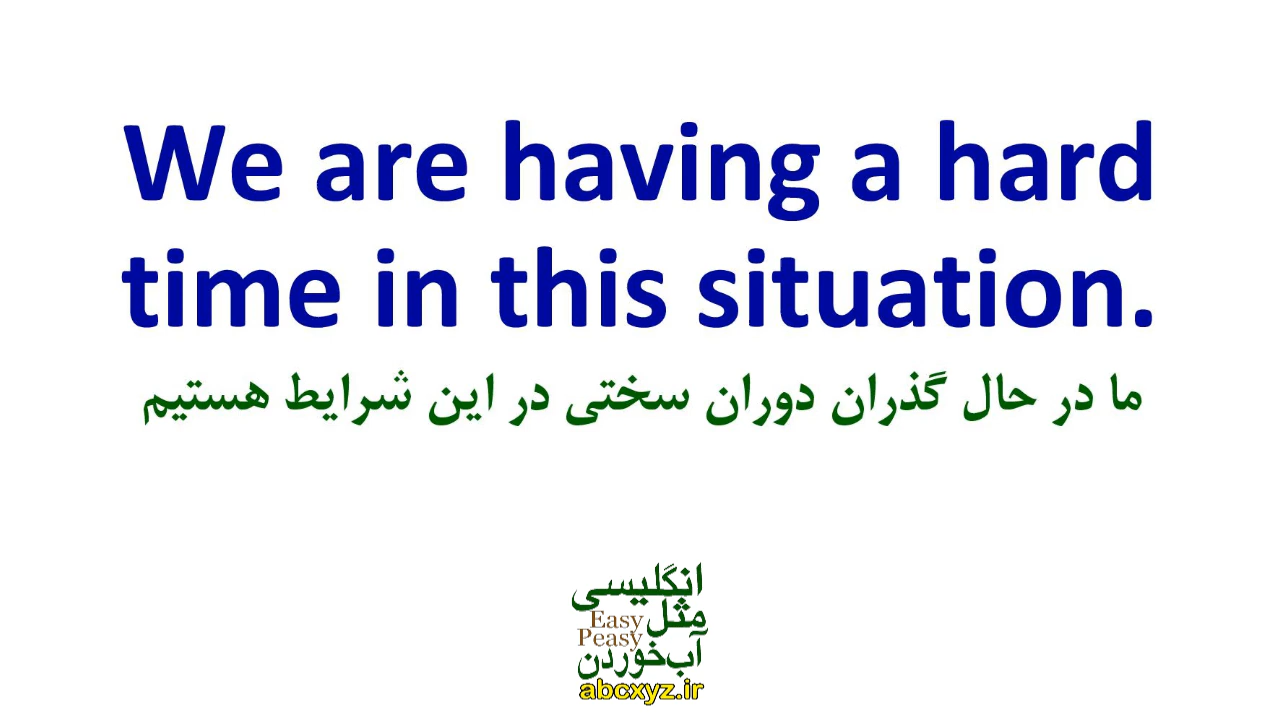 We are having a hard
time in this situation.
ما در حال گذران دوران سختی در این شرایط هستیم
انگلیسی
مثل
Easy
Peasy
آب‌خوردن
abcxyz.ir